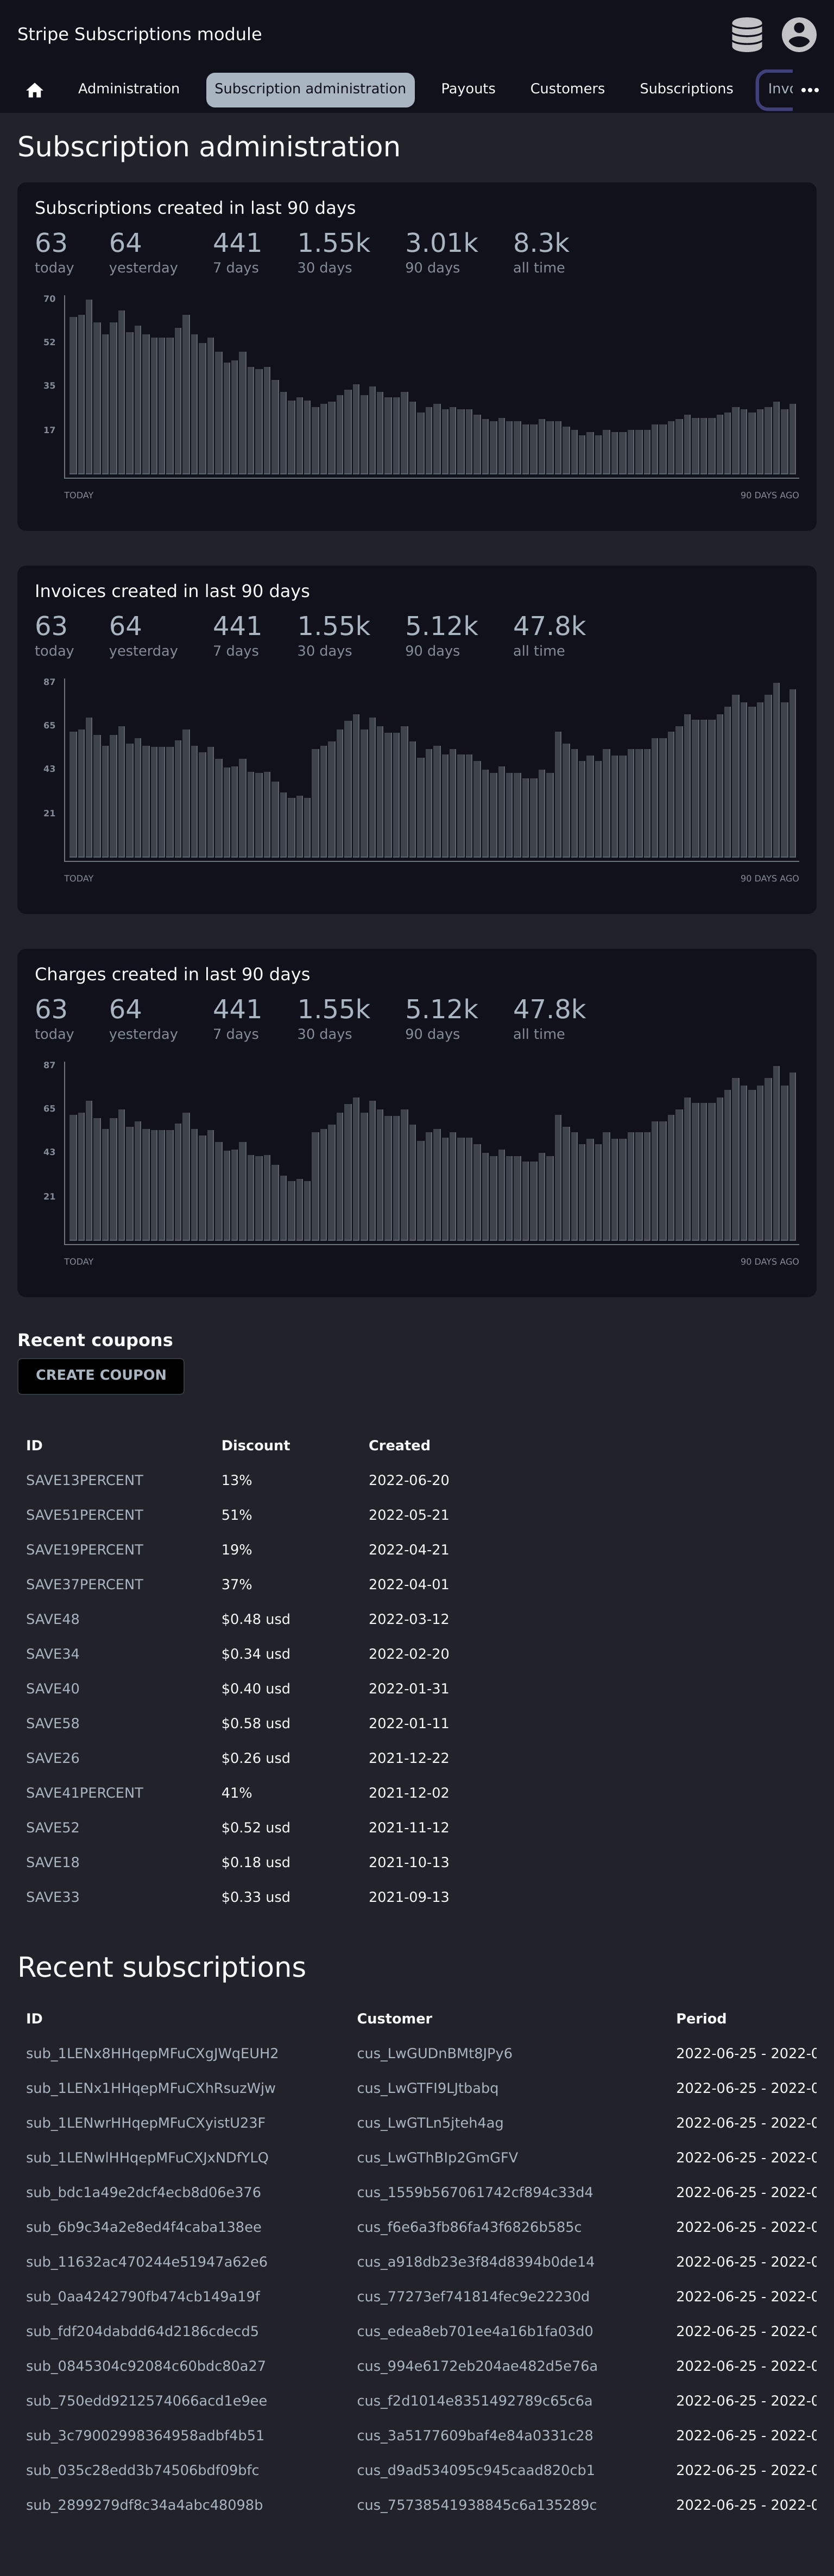 Stripe Subscriptions module
Administration Subscription administration Payouts Customers Subscriptions Invo
Subscription administration
Subscriptions created in last 90 days
63 64 441 1.55k 3.01k 8.3k
today yesterday 7 days 30 days 90 days all time
70
52
35
17
TODAY 90 DAYS AGO
Invoices created in last 90 days
63 64 441 1.55k 5.12k 47.8k
today yesterday 7 days 30 days 90 days all time
87
65
43
21
TODAY 90 DAYS AGO
Charges created in last 90 days
63 64 441 1.55k 5.12k 47.8k
today yesterday 7 days 30 days 90 days all time
87
65
43
21
TODAY 90 DAYS AGO
Recent coupons
CREATE COUPON
ID Discount Created
SAVE13PERCENT 13% 2022-06-20
SAVE51PERCENT 51% 2022-05-21
SAVE19PERCENT 19% 2022-04-21
SAVE37PERCENT 37% 2022-04-01
SAVE48 $0.48 usd 2022-03-12
SAVE34 $0.34 usd 2022-02-20
SAVE40 $0.40 usd 2022-01-31
SAVE58 $0.58 usd 2022-01-11
SAVE26 $0.26 usd 2021-12-22
SAVE41PERCENT 41% 2021-12-02
SAVE52 $0.52 usd 2021-11-12
SAVE18 $0.18 usd 2021-10-13
SAVE33 $0.33 usd 2021-09-13
Recent subscriptions
ID Customer Period
sub_1LENx8HHqepMFuCXgJWqEUH2 cus_LwGUDnBMt8JPy6 2022-06-25 - 2022-0
sub_1LENx1HHqepMFuCXhRsuzWjw cus_LwGTFI9LJtbabq 2022-06-25 - 2022-0
sub_1LENwrHHqepMFuCXyistU23F cus_LwGTLn5jteh4ag 2022-06-25 - 2022-0
sub_1LENwlHHqepMFuCXJxNDfYLQ cus_LwGThBIp2GmGFV 2022-06-25 - 2022-0
sub_bdc1a49e2dcf4ecb8d06e376 cus_1559b567061742cf894c33d4 2022-06-25 - 2022-0
sub_6b9c34a2e8ed4f4caba138ee cus_f6e6a3fb86fa43f6826b585c 2022-06-25 - 2022-0
sub_11632ac470244e51947a62e6 cus_a918db23e3f84d8394b0de14 2022-06-25 - 2022-0
sub_0aa4242790fb474cb149a19f cus_77273ef741814fec9e22230d 2022-06-25 - 2022-0
sub_fdf204dabdd64d2186cdecd5 cus_edea8eb701ee4a16b1fa03d0 2022-06-25 - 2022-0
sub_0845304c92084c60bdc80a27 cus_994e6172eb204ae482d5e76a 2022-06-25 - 2022-0
sub_750edd9212574066acd1e9ee cus_f2d1014e8351492789c65c6a 2022-06-25 - 2022-0
sub_3c79002998364958adbf4b51 cus_3a5177609baf4e84a0331c28 2022-06-25 - 2022-0
sub_035c28edd3b74506bdf09bfc cus_d9ad534095c945caad820cb1 2022-06-25 - 2022-0
sub_2899279df8c34a4abc48098b cus_75738541938845c6a135289c 2022-06-25 - 2022-0